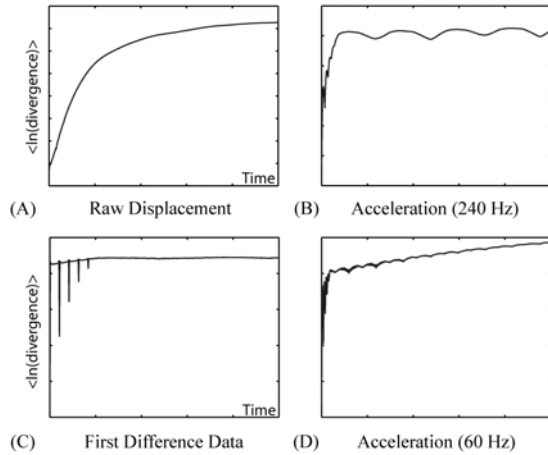 <ln(divergence)>
Time
(A) Raw Displacement
(B) Acceleration (240 Hz)
<ln(divergence)>
Time
(C) First Difference Data
(D) Acceleration (60 Hz)